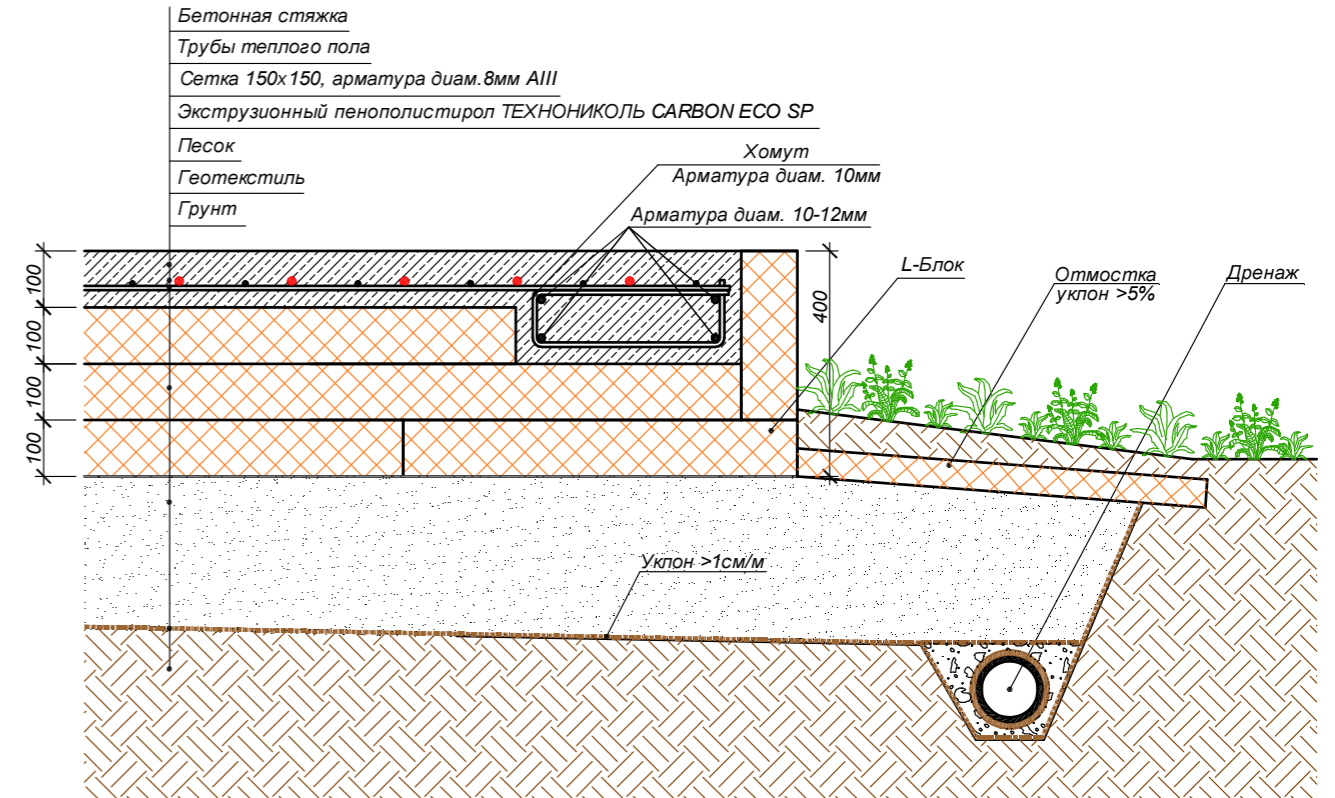 Бетонная стяжка
Трубы теплого пола
Сетка 150х150, арматура диам.8мм АIII
Экструзионный пенополистирол ТЕХНОНИКОЛЬ CARBON ECO SP
Песок
Геотекстиль
Грунт
Хомут
Арматура диам. 10мм
Арматура диам. 10-12мм
L-Блок
Отмостка
уклон >5%
Дренаж
100
100
100
100
400
Уклон >1см/м